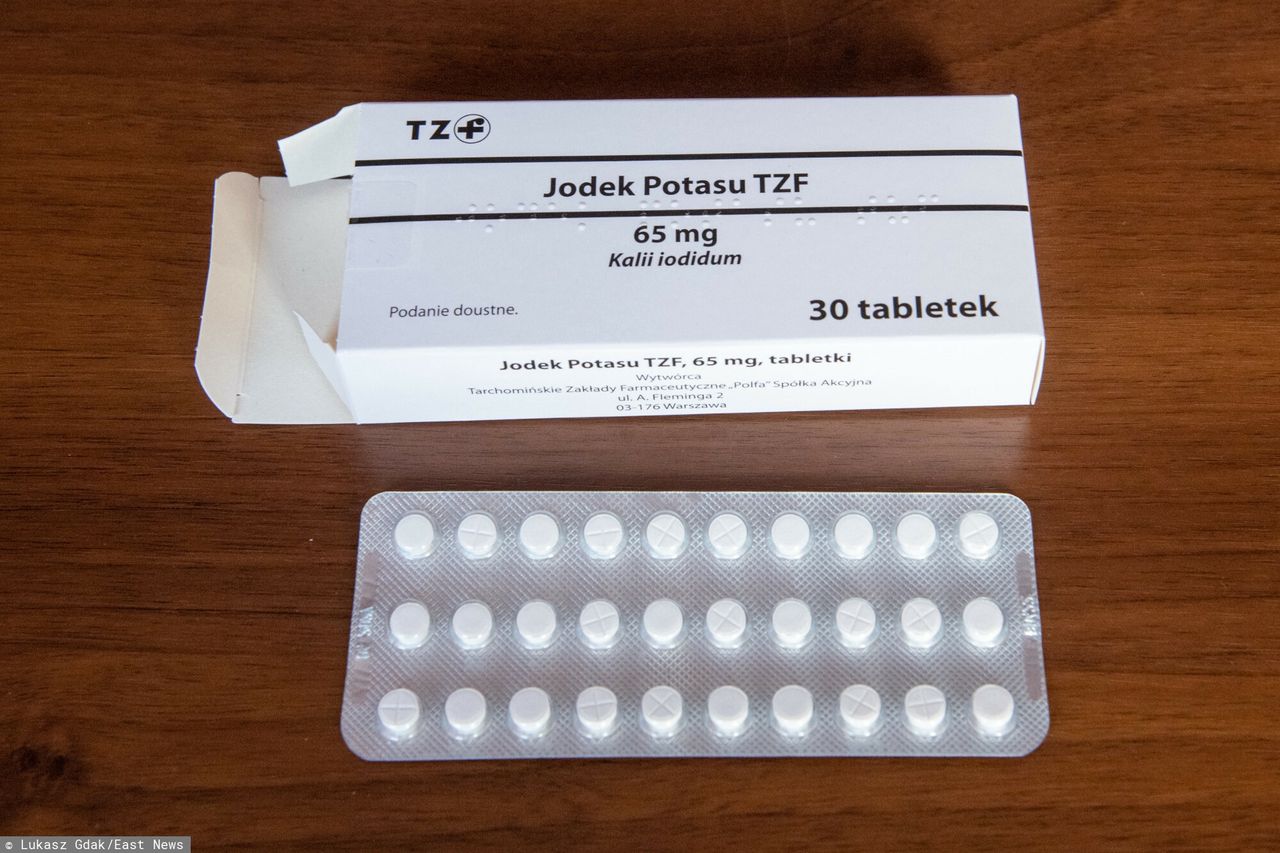 TZF
Jodek Potasu TZF
65 mg
Kalii iodidum
Podanie doustne.
30 tabletek
Jodek Potasu TZF, 65 mg, tabletki
Wytwórca
Tarchomińskie Zakłady Farmaceutyczne „Polfa” Spółka Akcyjna
ul. A. Fleminga 2
03-176 Warszawa
© Lukasz Gdak/East News